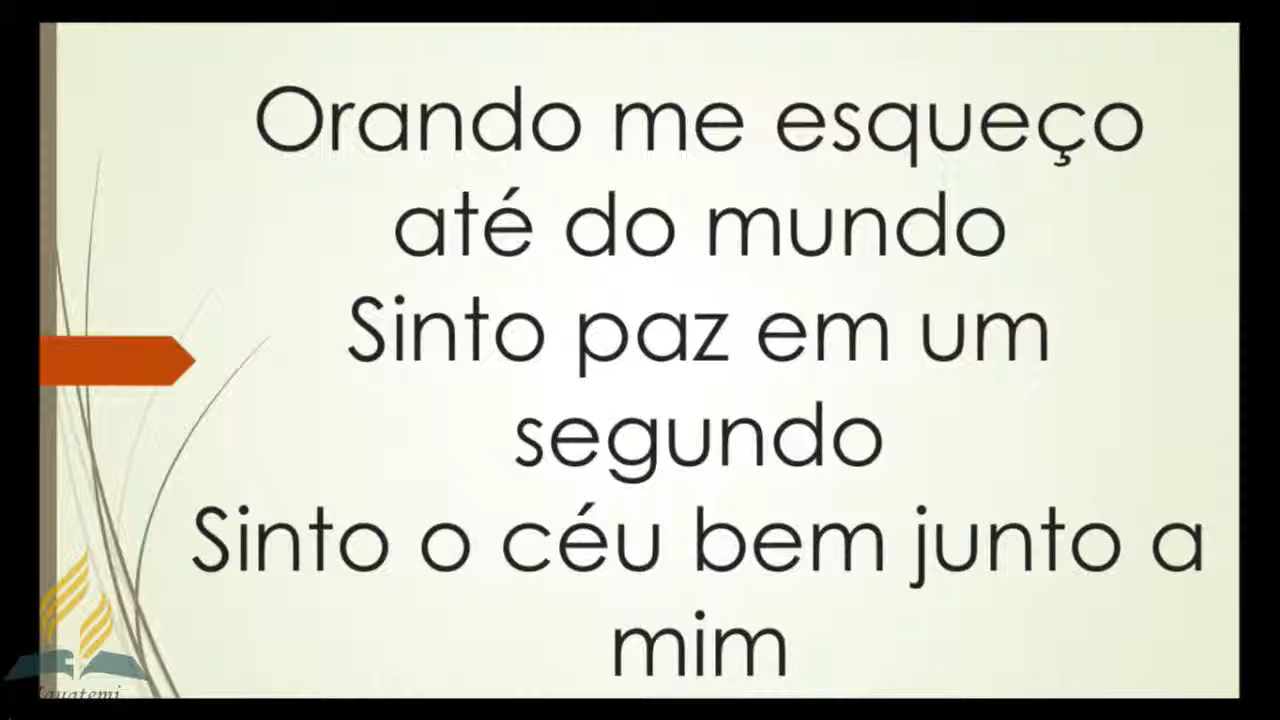 Orando me esqueço
até do mundo
Sinto paz em um
segundo
Sinto o céu bem junto a
mim